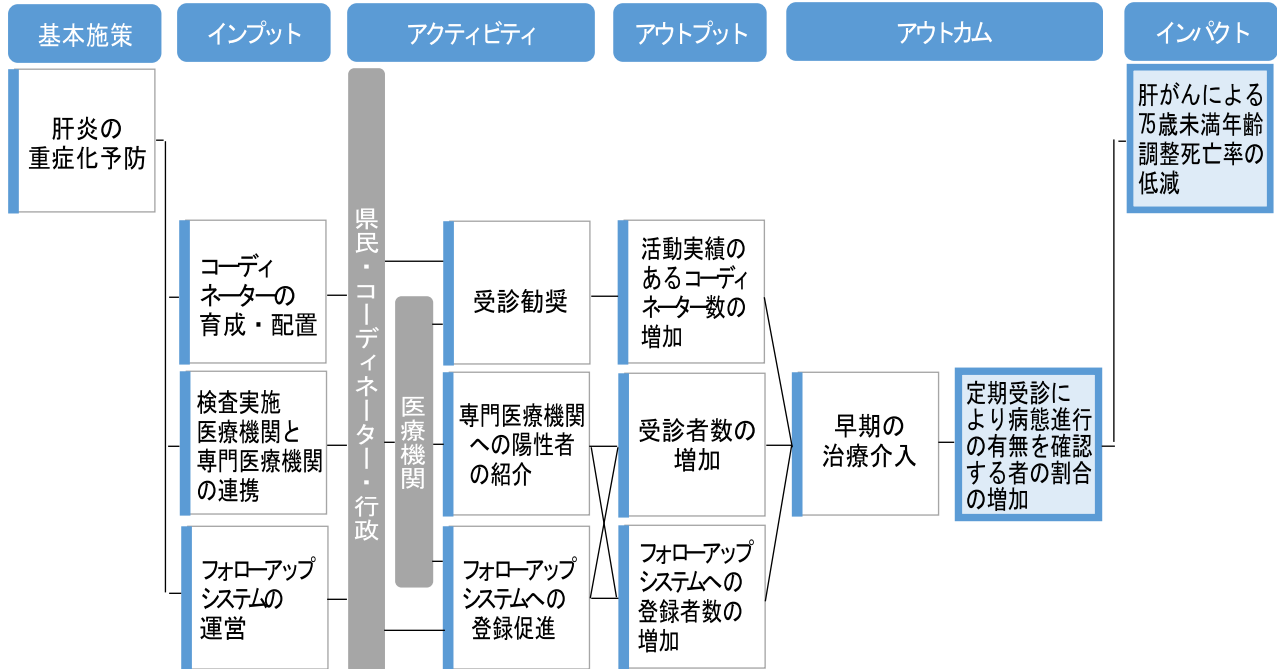 基本施策
インプット
アクティビティ
アウトプット
アウトカム
インパクト
肝炎の
重症化予防
コーディ
ネーターの
育成・配置
検査実施
医療機関と
専門医療機関
の連携
フォローアップ
システムの
運営
県民・コーディネーター・行政
医療機関
受診勧奨
専門医療機関
への陽性者
の紹介
フォローアップ
システムへの
登録促進
活動実績の
あるコーディ
ネーター数の
増加
受診者数の
増加
フォローアップ
システムへの
登録者数の
増加
早期の
治療介入
定期受診に
より病態進行
の有無を確認
する者の割合
の増加
肝がんによる
75歳未満年齢
調整死亡率の
低減